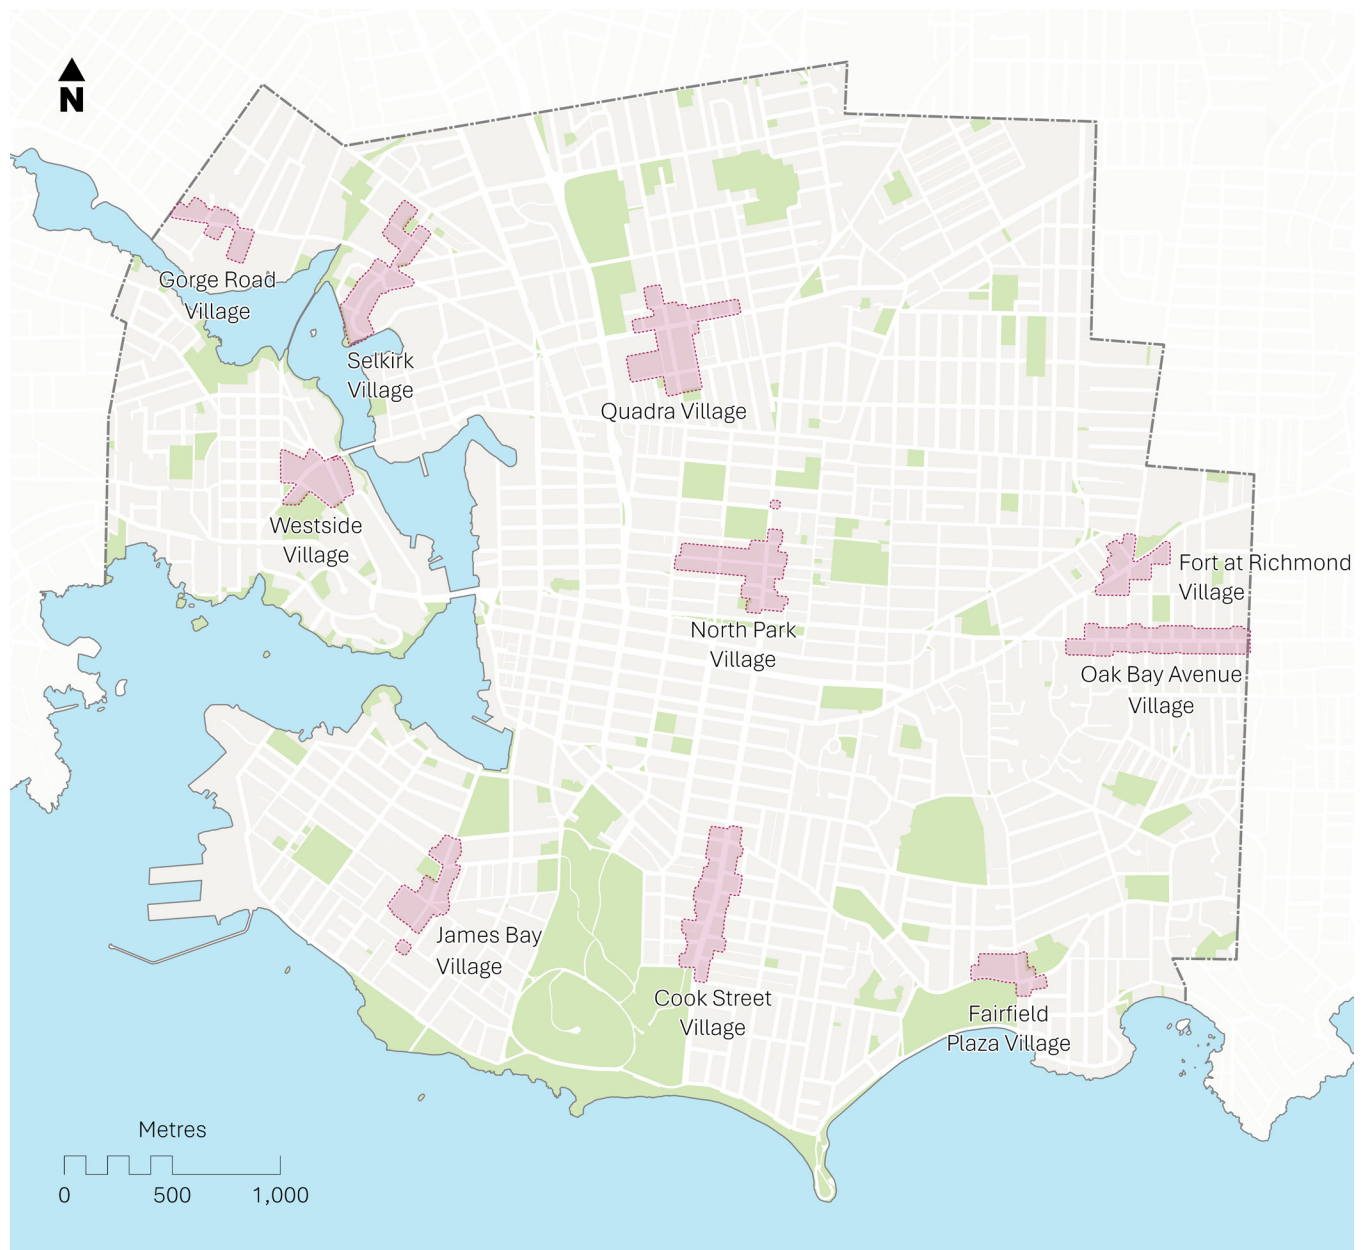 N
Gorge Road
Village
Selkirk
Village
Quadra Village
Westside
Village
Fort at Richmond
Village
North Park
Village
Oak Bay Avenue
Village
James Bay
Village
Cook Street
Village
Fairfield
Plaza Village
Metres
0 500 1,000